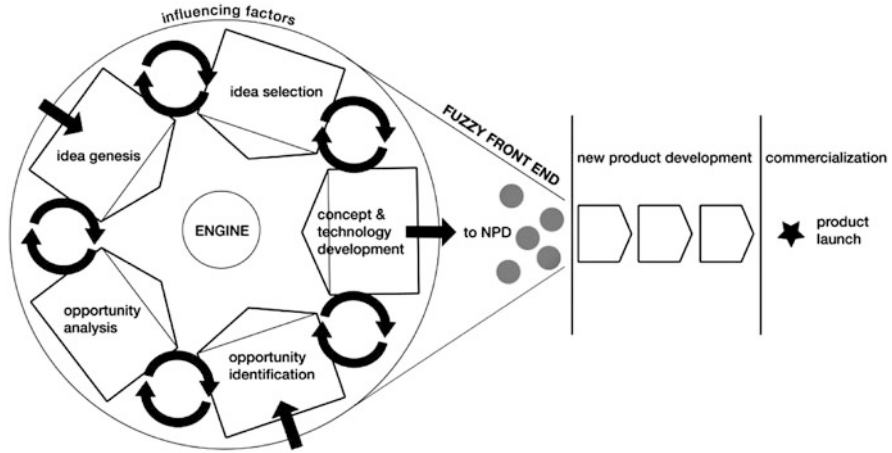 influencing factors
idea selection
idea genesis
ENGINE
concept &
technology
development
opportunity
analysis
opportunity
identification
FUZZY FRONT END
to NPD
new product development
commercialization
product
launch